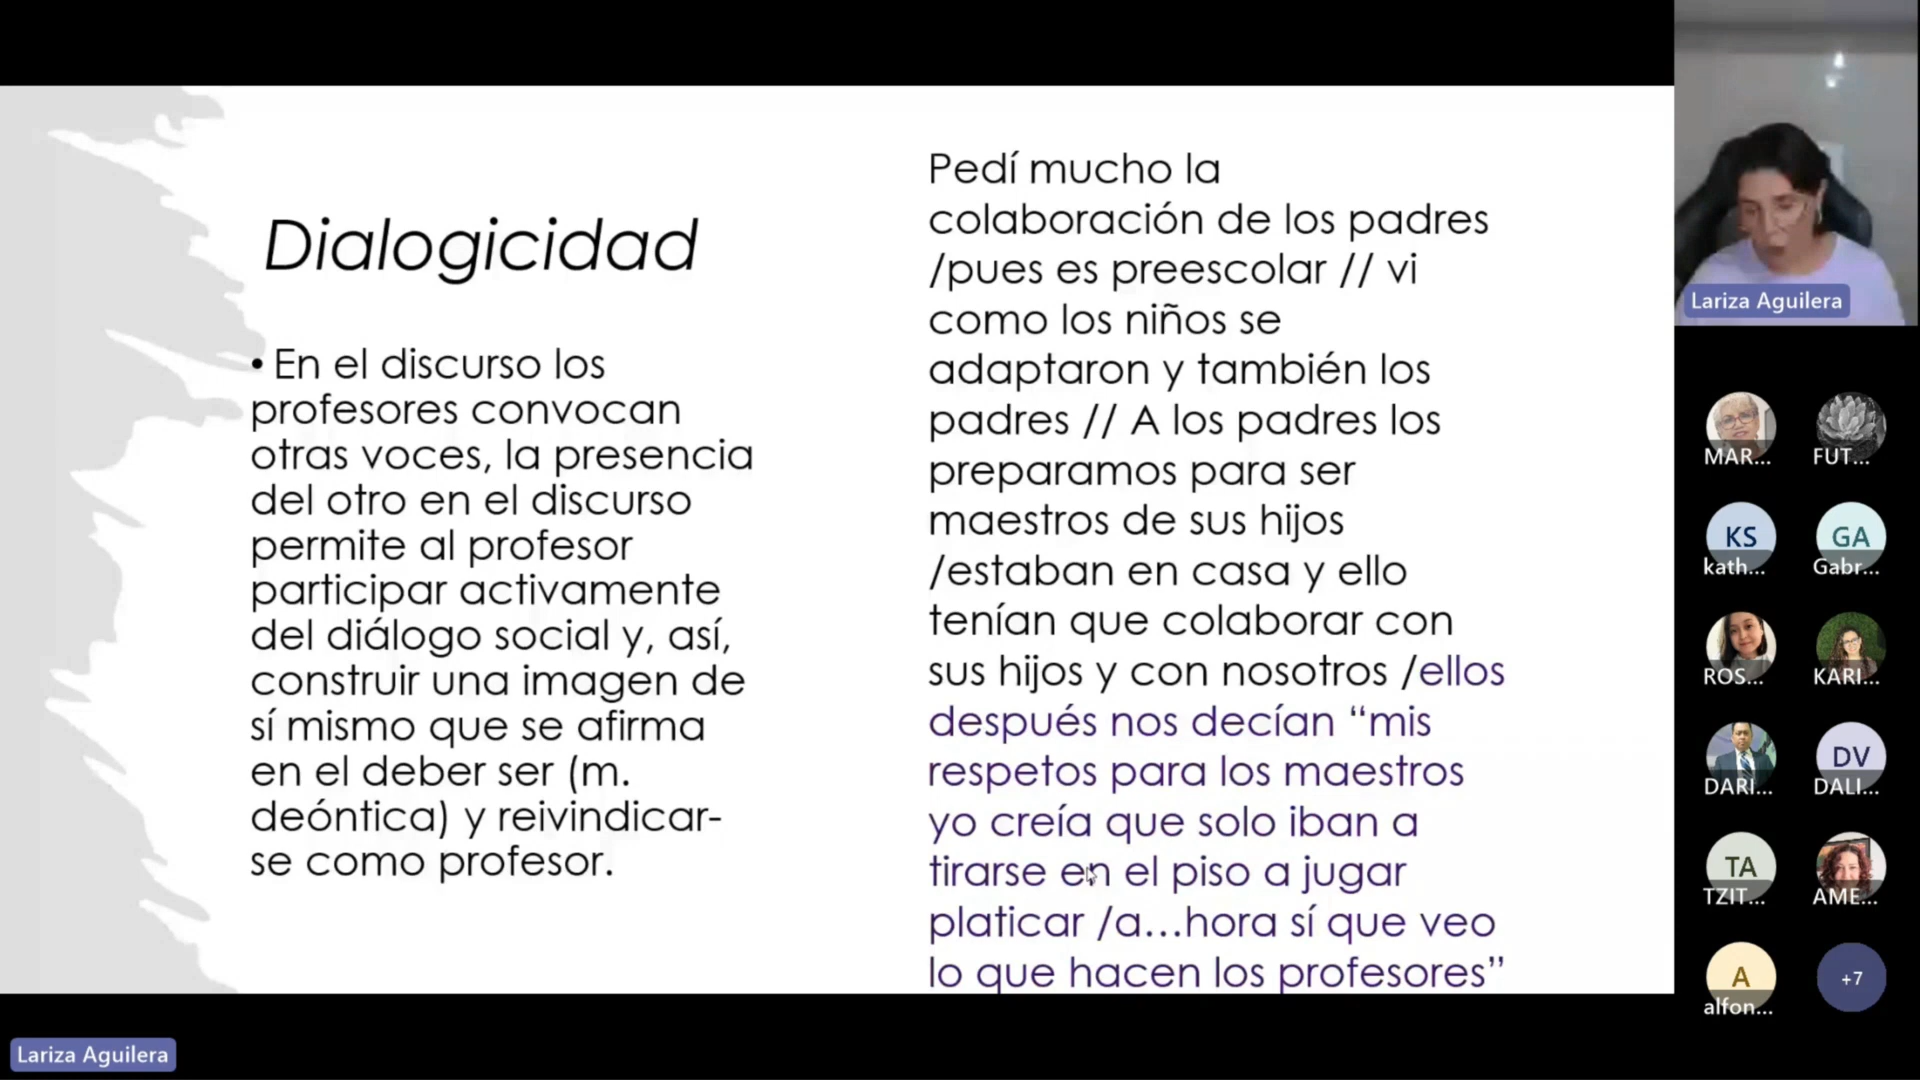 Dialogicidad
• En el discurso los
profesores convocan
otras voces, la presencia
del otro en el discurso
permite al profesor
participar activamente
del diálogo social y, así,
construir una imagen de
sí mismo que se afirma
en el deber ser (m.
deóntica) y reivindicar-
se como profesor.
Pedí mucho la
colaboración de los padres
/pues es preescolar // vi
como los niños se
adaptaron y también los
padres // A los padres los
preparamos para ser
maestros de sus hijos
/estaban en casa y ello
tenían que colaborar con
sus hijos y con nosotros /ellos
después nos decían “mis
respetos para los maestros
yo creía que solo iban a
tirarse en el piso a jugar
platicar /a...hora sí que veo
lo que hacen los profesores”
Lariza Aguilera
MAR...
FUT...
KS
kath...
GA
Gabr...
ROS...
KARI...
DARI...
DV
DALI...
TA
TZIT...
AME...
A
alfon...
+7
Lariza Aguilera